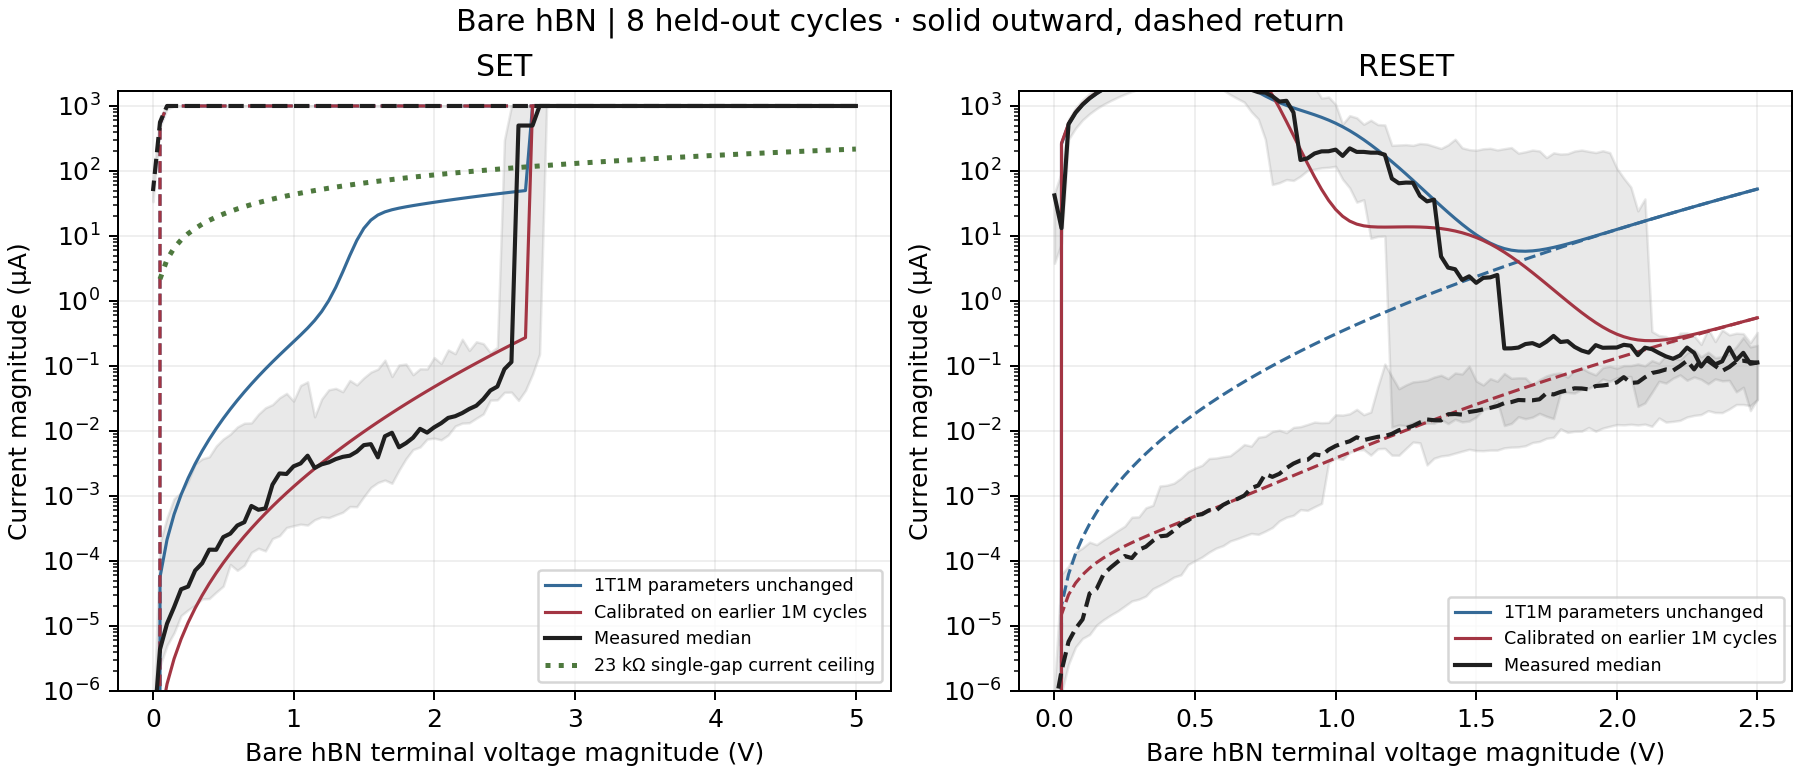 Bare hBN | 8 held-out cycles · solid outward, dashed return
SET
Current magnitude (μA)
10³
10²
10¹
10⁰
10⁻¹
10⁻²
10⁻³
10⁻⁴
10⁻⁵
10⁻⁶
0 1 2 3 4 5
Bare hBN terminal voltage magnitude (V)
1T1M parameters unchanged
Calibrated on earlier 1M cycles
Measured median
23 kΩ single-gap current ceiling
RESET
Current magnitude (μA)
10³
10²
10¹
10⁰
10⁻¹
10⁻²
10⁻³
10⁻⁴
10⁻⁵
10⁻⁶
0.0 0.5 1.0 1.5 2.0 2.5
Bare hBN terminal voltage magnitude (V)
1T1M parameters unchanged
Calibrated on earlier 1M cycles
Measured median